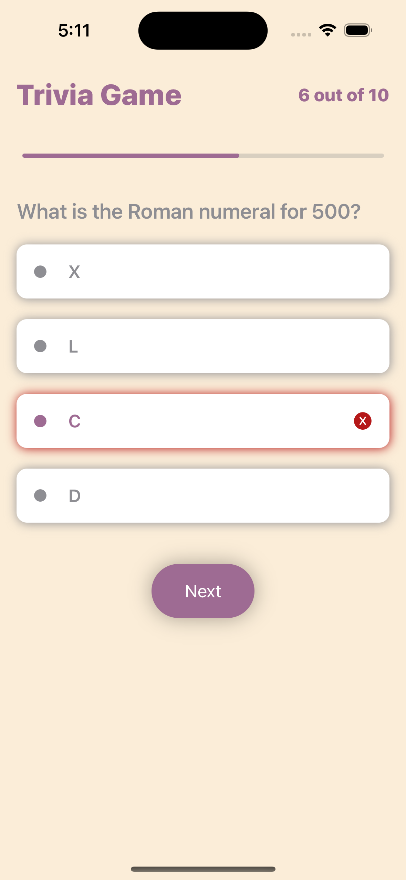 5:11
Trivia Game
6 out of 10
What is the Roman numeral for 500?
X
L
C
D
Next